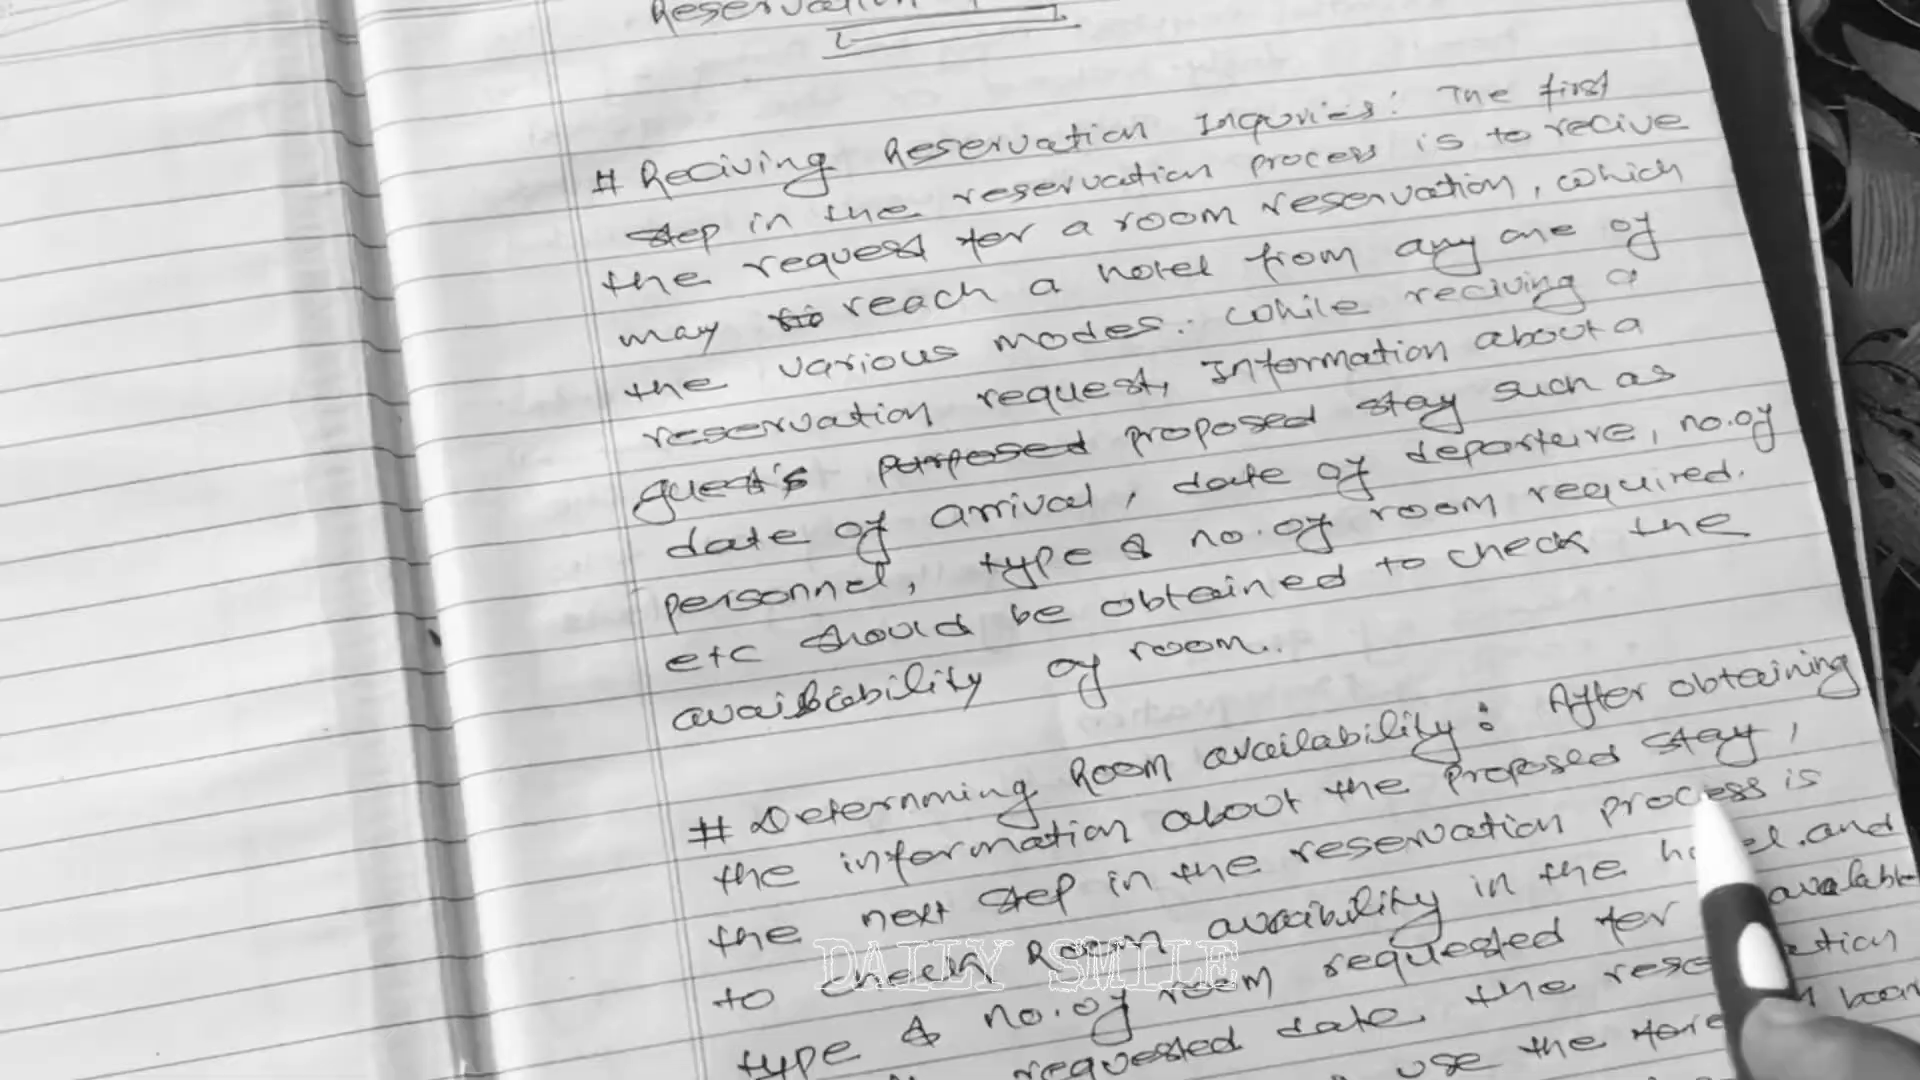 Reservation
# Reciving Reservation Inquries: The first
step in the reservation process is to recive
the request for a room reservation, which
may reach a hotel from any one of
the various modes. While reciving a
reservation request, Information about a
guest's purposed proposed stay such as
date of arrival, date of departure, no. of
personnel, type & no. of room required.
etc should be obtained to check the
availability of room.
# Determming Room availability: After obtaining
the information about the proposed stay,
the next step in the reservation process is
to check Room avaibility in the hotel. and
type & no. of room requested for available
requested date. the reservation
use the
DAILY SMILE